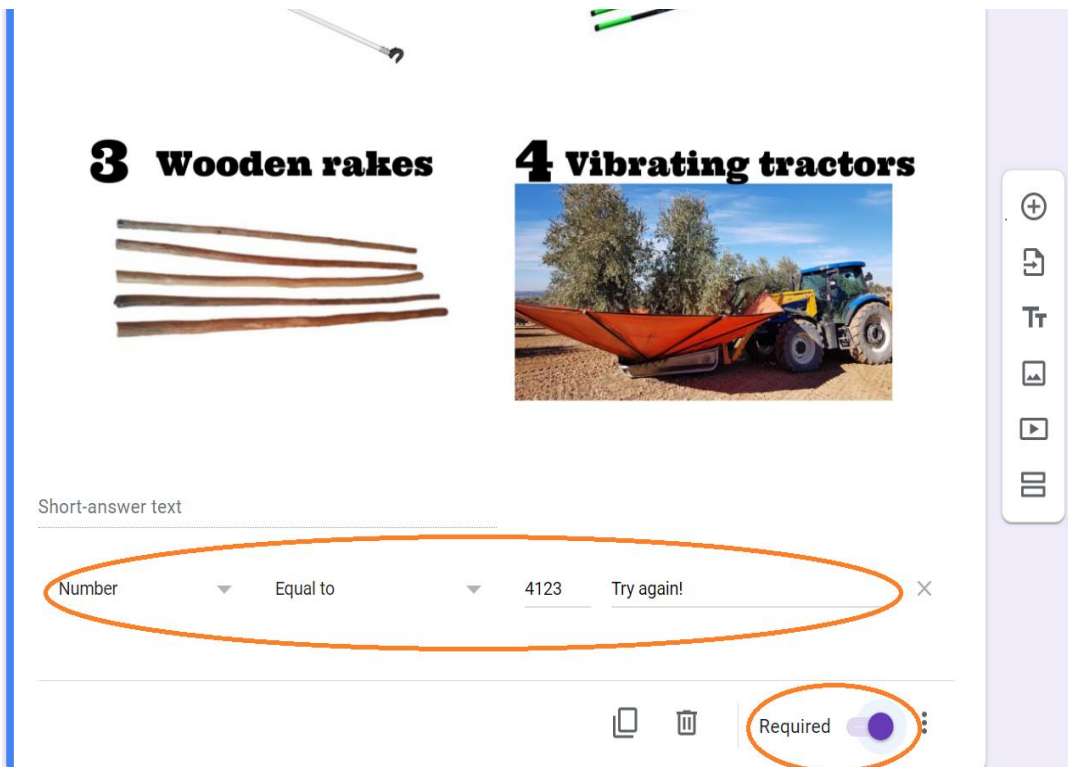 3 Wooden rakes
4 Vibrating tractors
Short-answer text
Number Equal to 4123 Try again!
Required